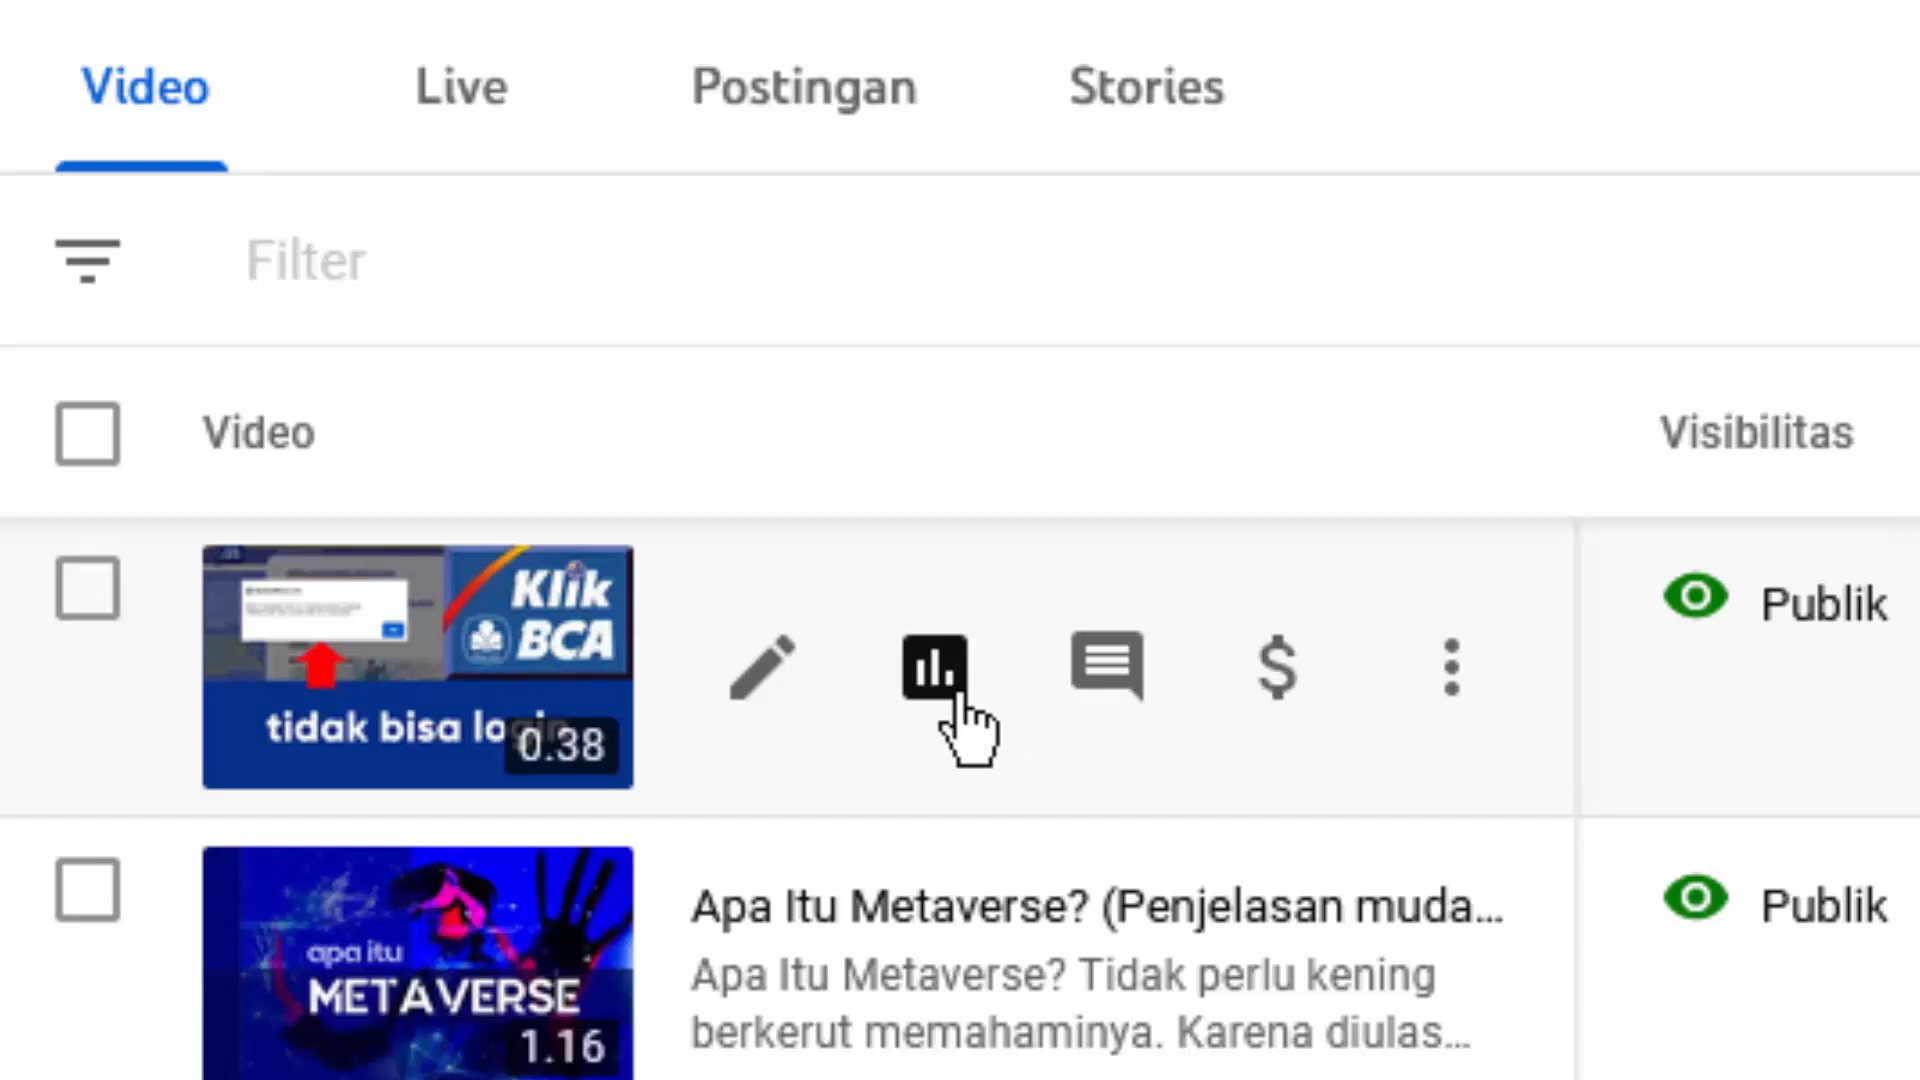 Video
Live
Postingan
Stories
Filter
Video
Visibilitas
Klik
BCA
tidak bisa login
0.38
Publik
apa itu
METAVERSE
1.16
Apa Itu Metaverse? (Penjelasan muda...
Apa Itu Metaverse? Tidak perlu kening
berkerut memahaminya. Karena diulas...
Publik